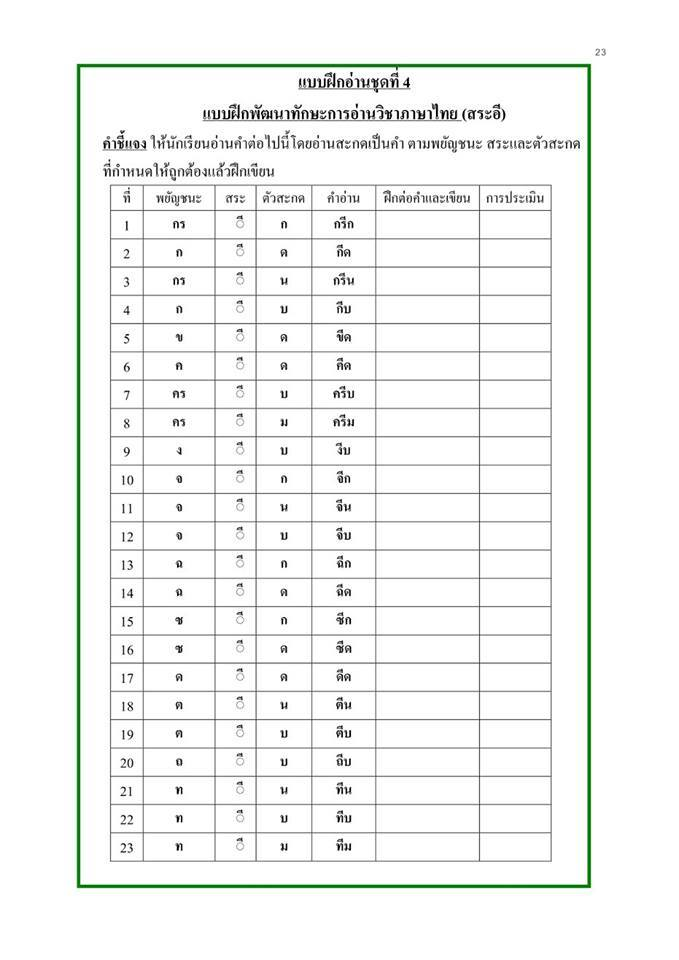 23
แบบฝึกอ่านชุดที่ 4
แบบฝึกพัฒนาทักษะการอ่านวิชาภาษาไทย (สระอี)
คำชี้แจง ให้นักเรียนอ่านคำต่อไปนี้โดยอ่านสะกดเป็นคำ ตามพยัญชนะ สระและตัวสะกด
ที่กำหนดให้ถูกต้องแล้วฝึกเขียน
ที่ พยัญชนะ สระ ตัวสะกด คำอ่าน ฝึกต่อคำและเขียน การประเมิน
1 กร ี ก กรีก
2 ก ี ด กีด
3 กร ี น กรีน
4 ก ี บ กีบ
5 ข ี ด ขีด
6 ค ี ด คีด
7 คร ี บ ครีบ
8 คร ี ม ครีม
9 ง ี บ งีบ
10 จ ี ก จีก
11 จ ี น จีน
12 จ ี บ จีบ
13 ฉ ี ก ฉีก
14 ฉ ี ด ฉีด
15 ซ ี ก ซีก
16 ซ ี ด ซีด
17 ด ี ด ดีด
18 ต ี น ตีน
19 ต ี บ ตีบ
20 ถ ี บ ถีบ
21 ท ี น ทีน
22 ท ี บ ทีบ
23 ท ี ม ทีม